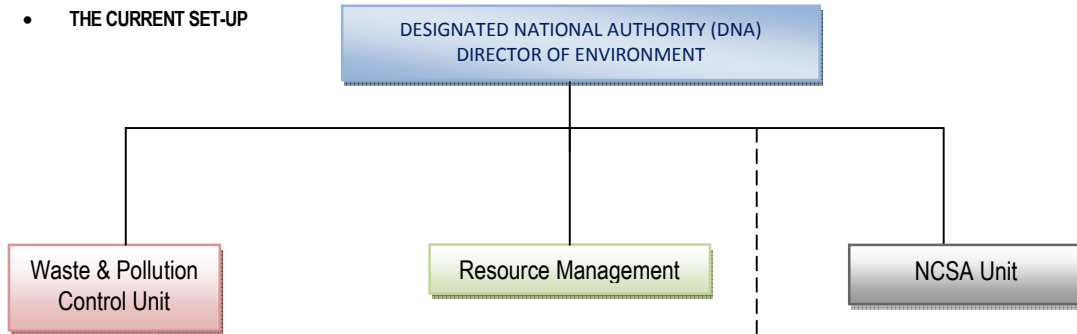 • THE CURRENT SET-UP
DESIGNATED NATIONAL AUTHORITY (DNA)
DIRECTOR OF ENVIRONMENT
Waste & Pollution
Control Unit
Resource Management
NCSA Unit